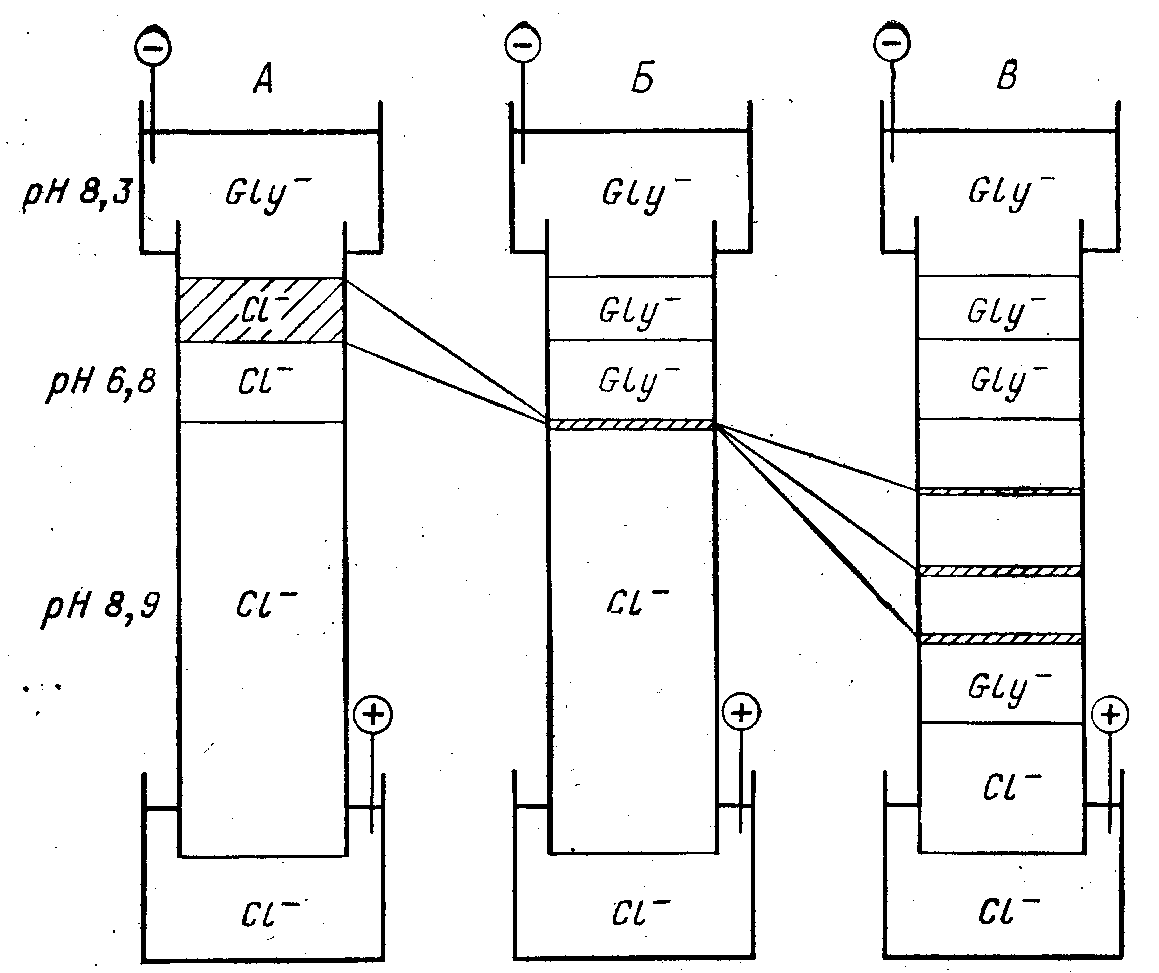 − − −
А Б В
pH 8,3 Gly⁻ Gly⁻ Gly⁻
Cl⁻ Gly⁻ Gly⁻
pH 6,8 Cl⁻ Gly⁻ Gly⁻
pH 8,9 Cl⁻ Cl⁻
Gly⁻
+ + +
Cl⁻
Cl⁻ Cl⁻ Cl⁻